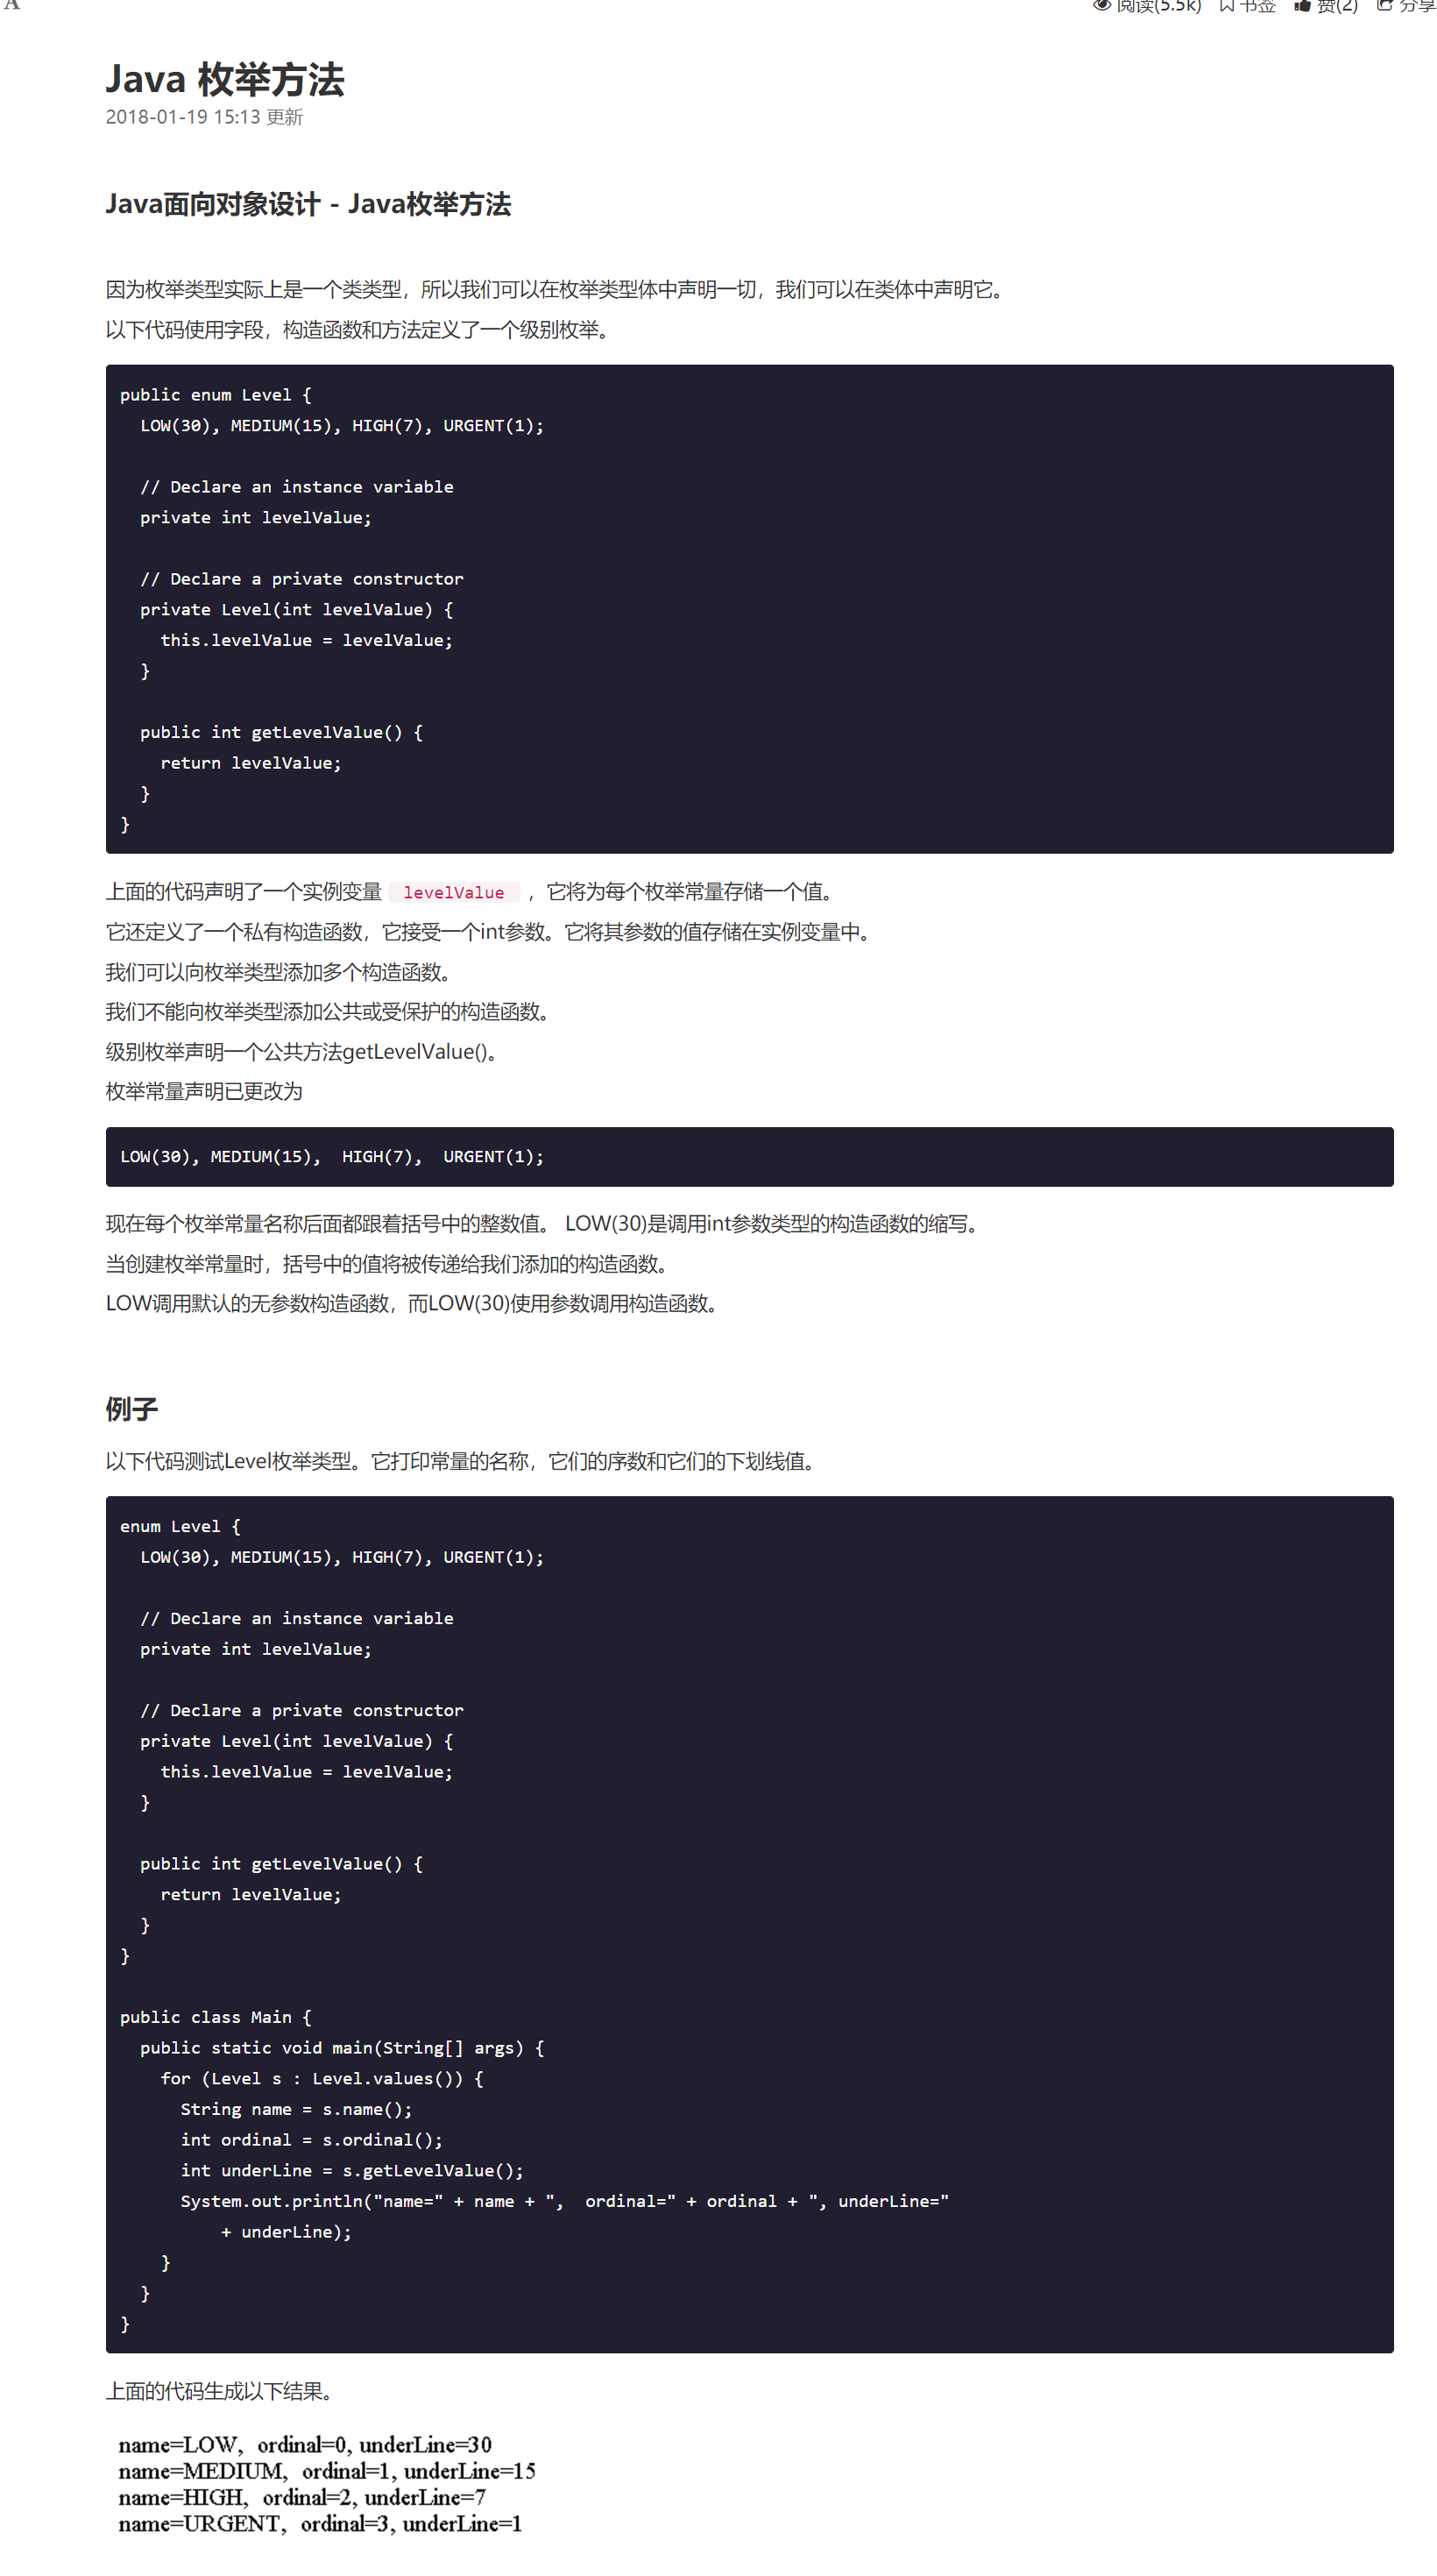 A
阅读(5.5k) 书签 赞(2) 分享
Java 枚举方法
2018-01-19 15:13 更新
Java面向对象设计 - Java枚举方法
因为枚举类型实际上是一个类类型，所以我们可以在枚举类型体中声明一切，我们可以在类体中声明它。
以下代码使用字段，构造函数和方法定义了一个级别枚举。
public enum Level {
  LOW(30), MEDIUM(15), HIGH(7), URGENT(1);
  // Declare an instance variable
  private int levelValue;
  // Declare a private constructor
  private Level(int levelValue) {
    this.levelValue = levelValue;
  }
  public int getLevelValue() {
    return levelValue;
  }
}
上面的代码声明了一个实例变量 levelValue ，它将为每个枚举常量存储一个值。
它还定义了一个私有构造函数，它接受一个int参数。它将其参数的值存储在实例变量中。
我们可以向枚举类型添加多个构造函数。
我们不能向枚举类型添加公共或受保护的构造函数。
级别枚举声明一个公共方法getLevelValue()。
枚举常量声明已更改为
LOW(30), MEDIUM(15),  HIGH(7),  URGENT(1);
现在每个枚举常量名称后面都跟着括号中的整数值。 LOW(30)是调用int参数类型的构造函数的缩写。
当创建枚举常量时，括号中的值将被传递给我们添加的构造函数。
LOW调用默认的无参数构造函数，而LOW(30)使用参数调用构造函数。
例子
以下代码测试Level枚举类型。它打印常量的名称，它们的序数和它们的下划线值。
enum Level {
  LOW(30), MEDIUM(15), HIGH(7), URGENT(1);
  // Declare an instance variable
  private int levelValue;
  // Declare a private constructor
  private Level(int levelValue) {
    this.levelValue = levelValue;
  }
  public int getLevelValue() {
    return levelValue;
  }
}
public class Main {
  public static void main(String[] args) {
    for (Level s : Level.values()) {
      String name = s.name();
      int ordinal = s.ordinal();
      int underLine = s.getLevelValue();
      System.out.println("name=" + name + ",  ordinal=" + ordinal + ", underLine="
          + underLine);
    }
  }
}
上面的代码生成以下结果。
name=LOW,  ordinal=0, underLine=30
name=MEDIUM,  ordinal=1, underLine=15
name=HIGH,  ordinal=2, underLine=7
name=URGENT,  ordinal=3, underLine=1